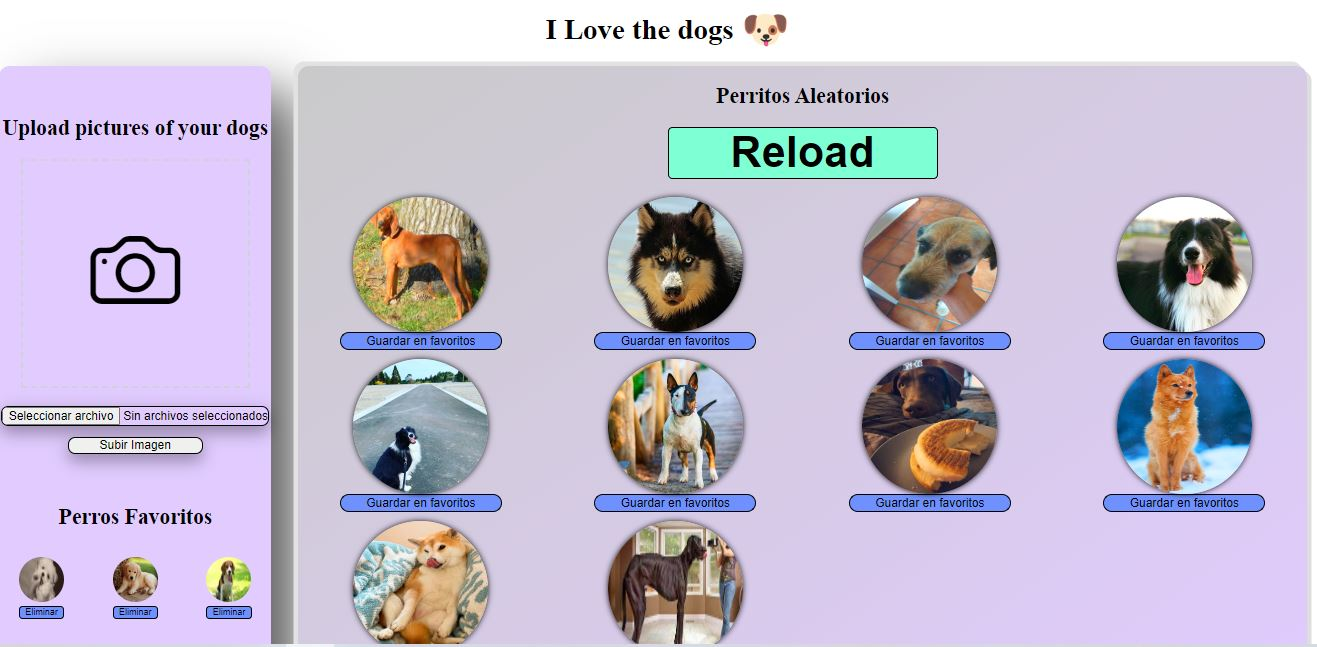 I Love the dogs
Upload pictures of your dogs
Seleccionar archivo Sin archivos seleccionados
Subir Imagen
Perros Favoritos
Eliminar Eliminar Eliminar
Perritos Aleatorios
Reload
Guardar en favoritos Guardar en favoritos Guardar en favoritos Guardar en favoritos
Guardar en favoritos Guardar en favoritos Guardar en favoritos Guardar en favoritos